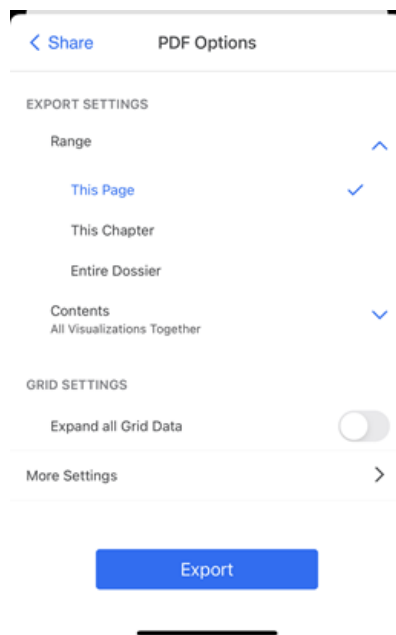 Share
PDF Options
EXPORT SETTINGS
Range
This Page
This Chapter
Entire Dossier
Contents
All Visualizations Together
GRID SETTINGS
Expand all Grid Data
More Settings
Export